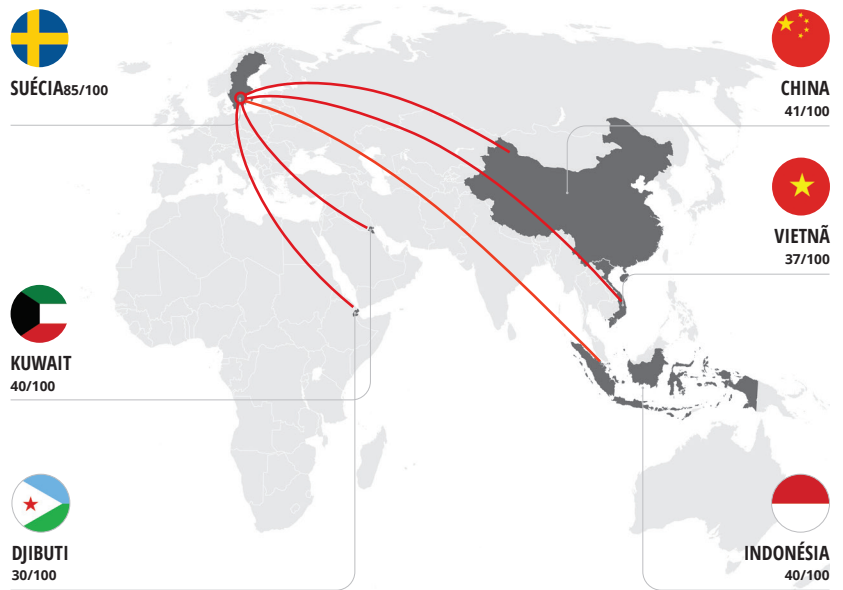 SUÉCIA85/100
CHINA
41/100
VIETNÃ
37/100
KUWAIT
40/100
DJIBUTI
30/100
INDONÉSIA
40/100